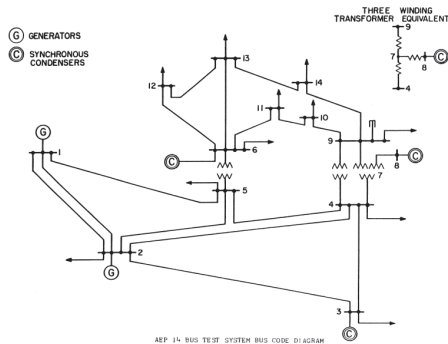 THREE WINDING
TRANSFORMER EQUIVALENT
G GENERATORS
C SYNCHRONOUS
CONDENSERS
9
7
8
C
4
13
14
12
11
10
9
6
C
G
1
C
8
7
5
4
2
G
3
C
AEP 14 BUS TEST SYSTEM BUS CODE DIAGRAM